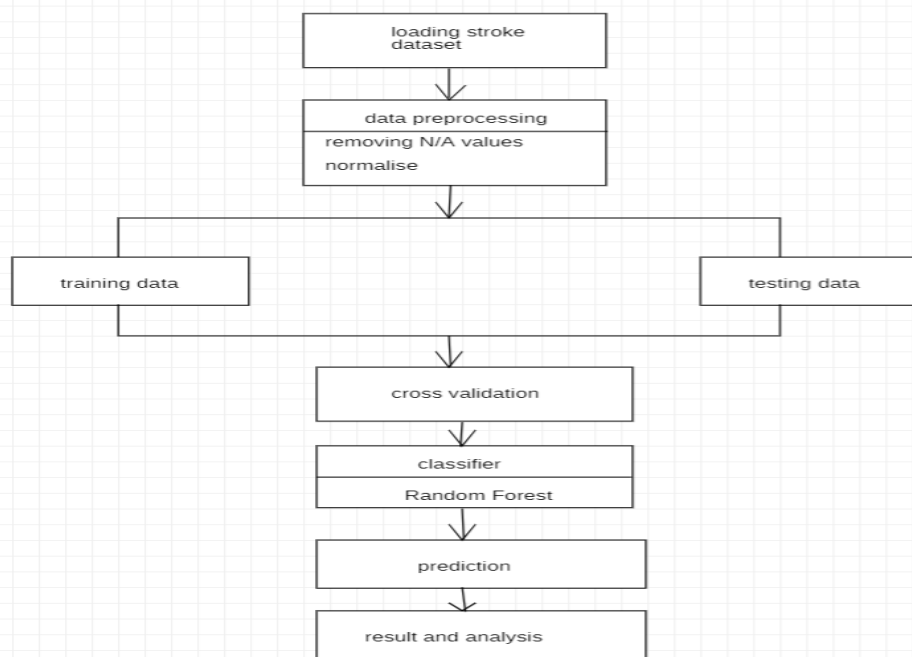 loading stroke
dataset
data preprocessing
removing N/A values
normalise
training data
testing data
cross validation
classifier
Random Forest
prediction
result and analysis